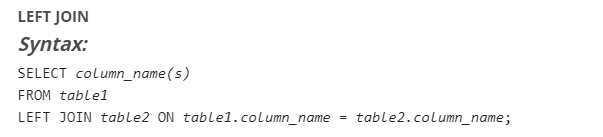 LEFT JOIN
Syntax:
SELECT column_name(s)
FROM table1
LEFT JOIN table2 ON table1.column_name = table2.column_name;